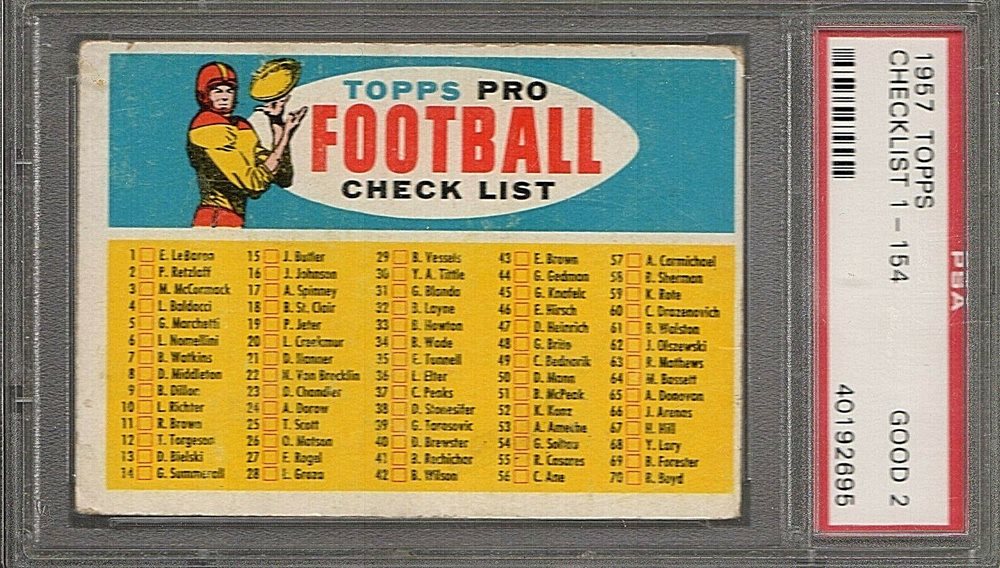 TOPPS PRO
FOOTBALL
CHECK LIST
1 E. LeBaron
2 P. Retzlaff
3 M. McCormack
4 L. Baldacci
5 G. Marchetti
6 L. Nomellini
7 B. Watkins
8 D. Middleton
9 B. Dillon
10 L. Richter
11 R. Brown
12 T. Torgeson
13 D. Bielski
14 G. Summerall
15 J. Butler
16 J. Johnson
17 A. Spinney
18 B. St. Clair
19 P. Jeter
20 L. Creekmur
21 D. Hanner
22 N. Van Brocklin
23 D. Chandler
24 A. Dorow
25 T. Scott
26 O. Matson
27 F. Rogel
28 L. Groza
29 B. Vessels
30 Y. A. Tittle
31 G. Blanda
32 B. Layne
33 B. Howton
34 B. Wade
35 E. Tunnell
36 L. Elter
37 C. Peaks
38 D. Stonesifer
39 G. Tarasovic
40 D. Brewster
41 B. Rechichar
42 B. Wilson
43 E. Brown
44 G. Gedman
45 G. Knafelc
46 E. Hirsch
47 D. Heinrich
48 G. Brito
49 C. Bednarik
50 D. Mann
51 B. McPeak
52 K. Konz
53 A. Ameche
54 G. Soltau
55 R. Casares
56 C. Ane
57 A. Carmichael
58 B. Sherman
59 K. Rote
60 C. Drazenovich
61 R. Walston
62 J. Olszewski
63 R. Mathews
64 M. Bassett
65 A. Donovan
66 J. Arenas
67 H. Hill
68 Y. Lary
69 B. Forester
70 R. Boyd
1957 TOPPS
CHECKLIST 1 - 154 GOOD 2
40192695
PSA